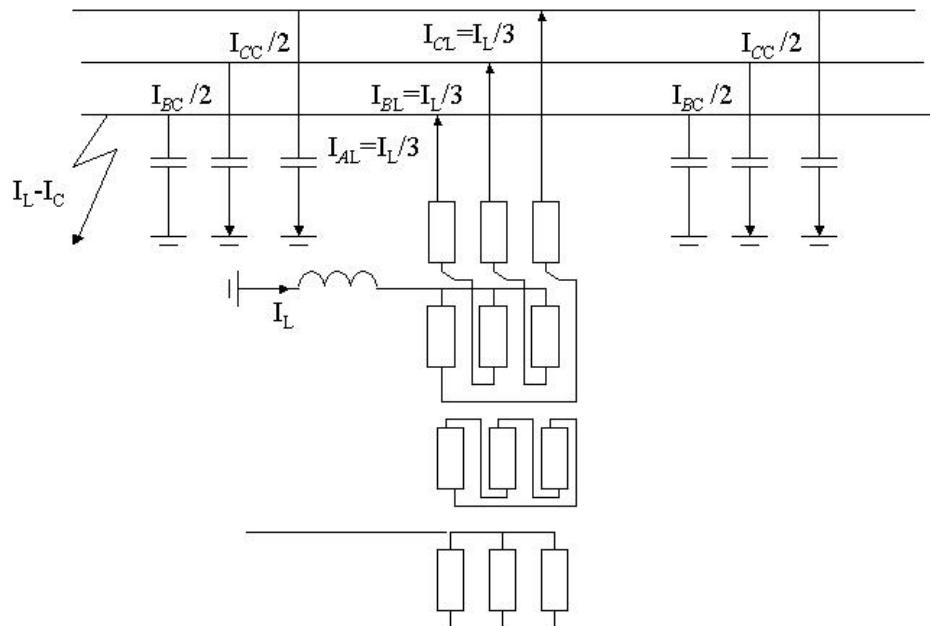 I_CC/2 I_CL=I_L/3 I_CC/2
I_BC/2 I_BL=I_L/3 I_BC/2
I_AL=I_L/3
I_L-I_C
I_L